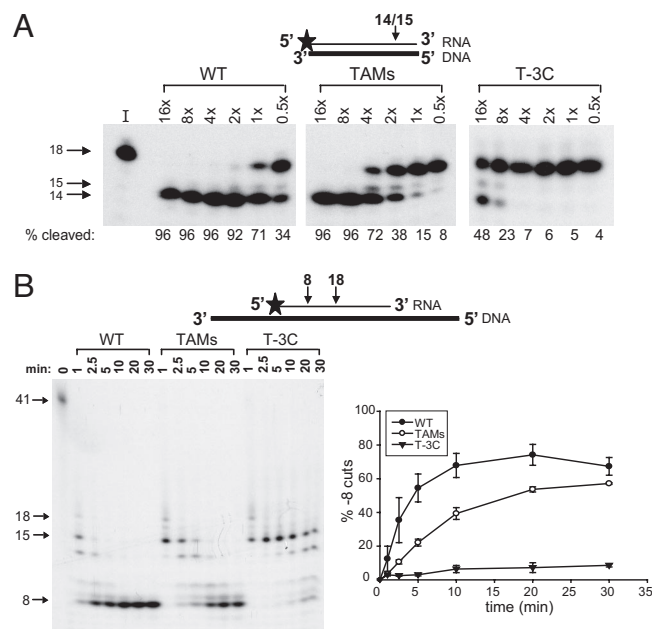 A
14/15
5’ 3’ RNA
3’ 5’ DNA
WT TAMs T-3C
I 16x 8x 4x 2x 1x 0.5x 16x 8x 4x 2x 1x 0.5x 16x 8x 4x 2x 1x 0.5x
18
15
14
% cleaved: 96 96 96 92 71 34 96 96 72 38 15 8 48 23 7 6 5 4
B
8 18
5’ 3’ RNA
3’ 5’ DNA
WT TAMs T-3C
min: 0 1 2.5 5 10 20 30 1 2.5 5 10 20 30 1 2.5 5 10 20 30
41
18
15
8
100
80
60
40
20
0
% -8 cuts
WT
TAMs
T-3C
0 5 10 15 20 25 30 35
time (min)